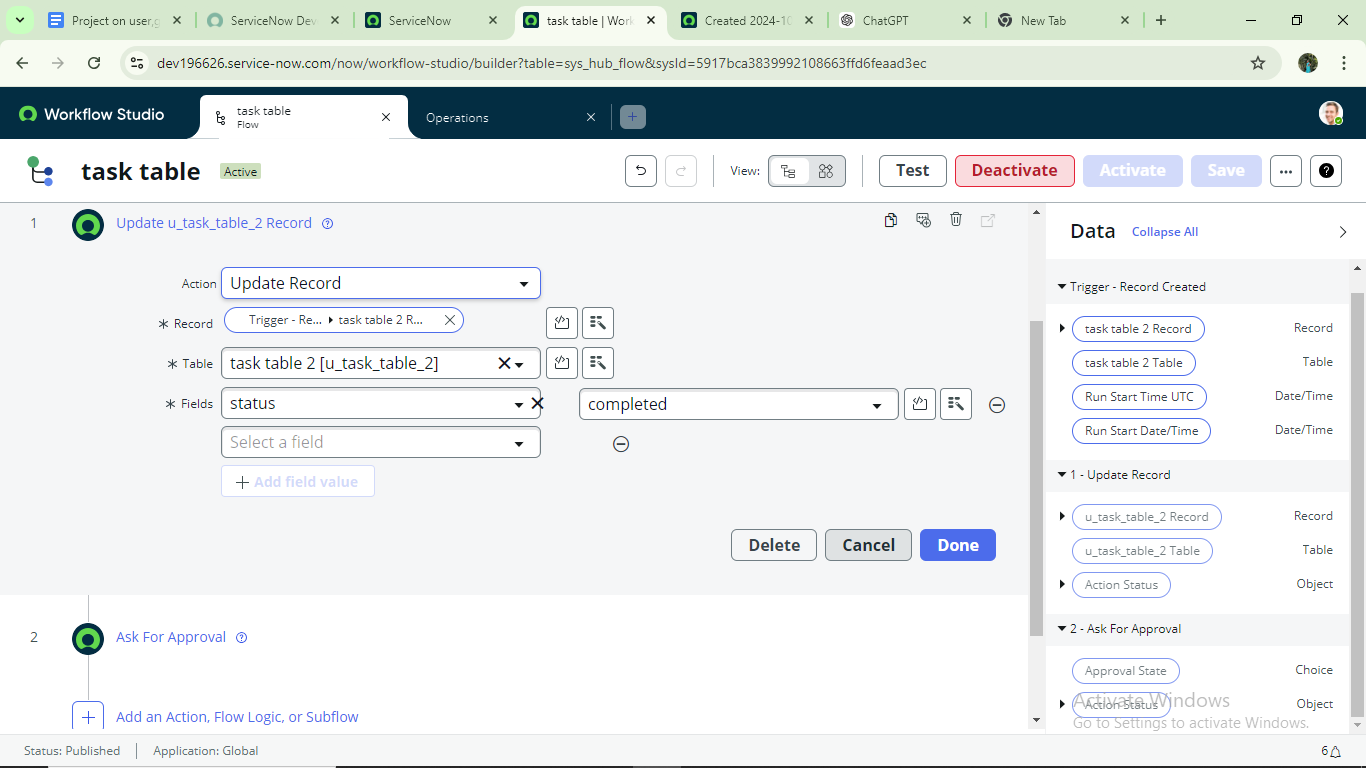 Project on user,g
ServiceNow Dev
ServiceNow
task table | Work
Created 2024-10
ChatGPT
New Tab
dev196626.service-now.com/now/workflow-studio/builder?table=sys_hub_flow&sysId=5917bca3839992108663ffd6feaad3ec
Workflow Studio
task table
Flow
Operations
task table
Active
View:
Test
Deactivate
Activate
Save
1
Update u_task_table_2 Record
Action
Update Record
* Record
Trigger - Re... ▸ task table 2 R...
* Table
task table 2 [u_task_table_2]
* Fields
status
completed
Select a field
+ Add field value
Delete
Cancel
Done
2
Ask For Approval
Add an Action, Flow Logic, or Subflow
Data
Collapse All
Trigger - Record Created
task table 2 Record
Record
task table 2 Table
Table
Run Start Time UTC
Date/Time
Run Start Date/Time
Date/Time
1 - Update Record
u_task_table_2 Record
Record
u_task_table_2 Table
Table
Action Status
Object
2 - Ask For Approval
Approval State
Choice
Action Status
Object
Activate Windows
Go to Settings to activate Windows.
Status: Published
Application: Global
6